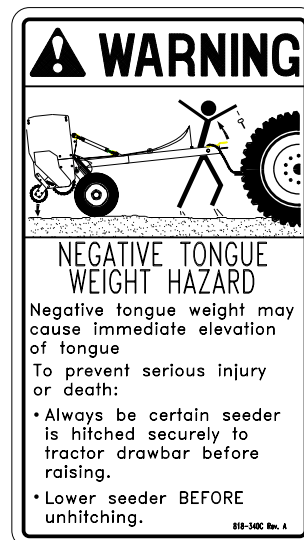 WARNING
NEGATIVE TONGUE
WEIGHT HAZARD
Negative tongue weight may
cause immediate elevation
of tongue
To prevent serious injury
or death:
• Always be certain seeder
is hitched securely to
tractor drawbar before
raising.
• Lower seeder BEFORE
unhitching.
818-340C Rev. A